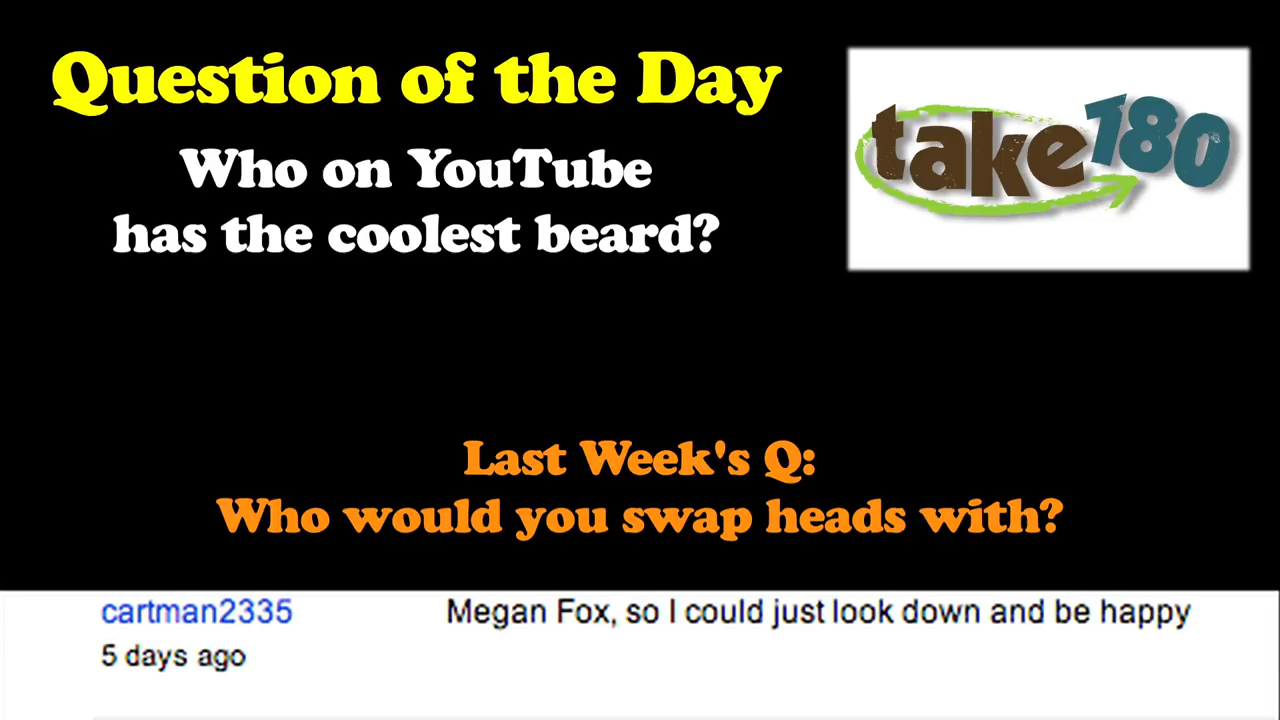 Question of the Day
Who on YouTube
has the coolest beard?
take180
Last Week's Q:
Who would you swap heads with?
cartman2335 Megan Fox, so I could just look down and be happy
5 days ago